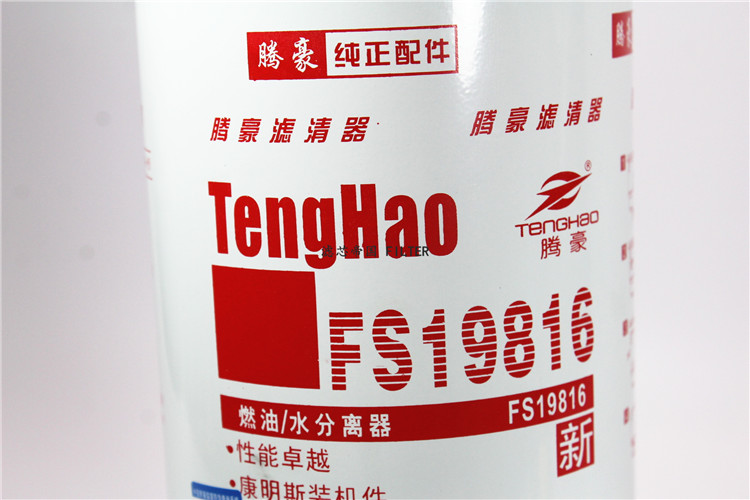 腾豪 纯正配件
腾豪滤清器
腾豪滤清器
TengHao
®
TENGHAO
腾豪
滤芯帝国 FILTER
FS19816
燃油/水分离器 FS19816
•性能卓越
新
•康明斯装机件